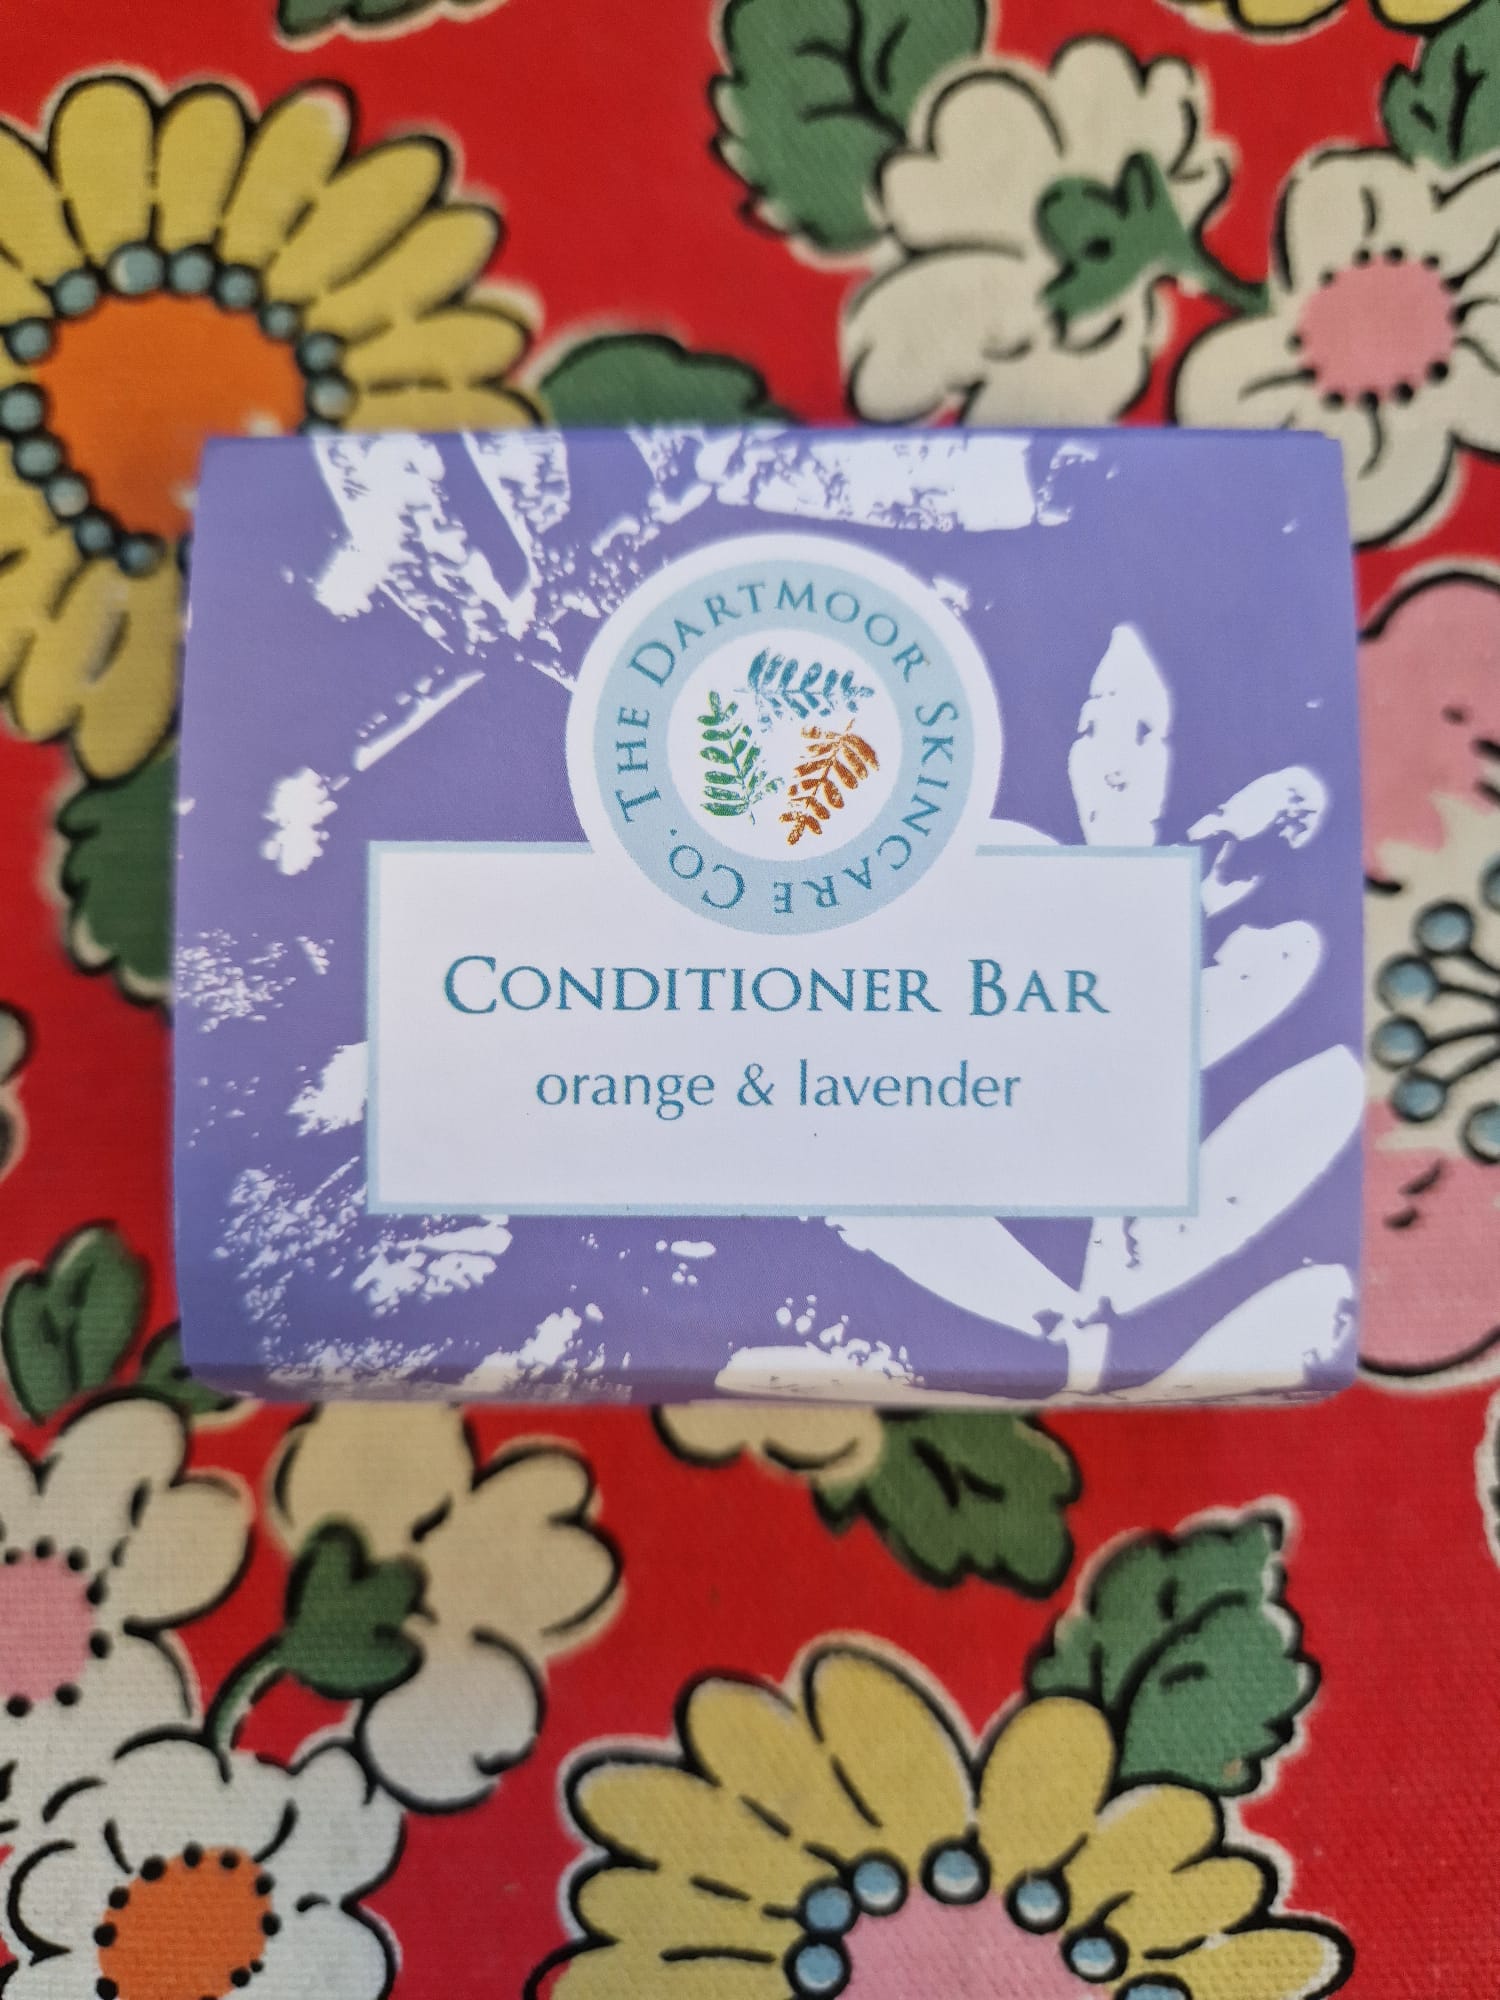 The Dartmoor Skincare Co.
Conditioner Bar
orange & lavender